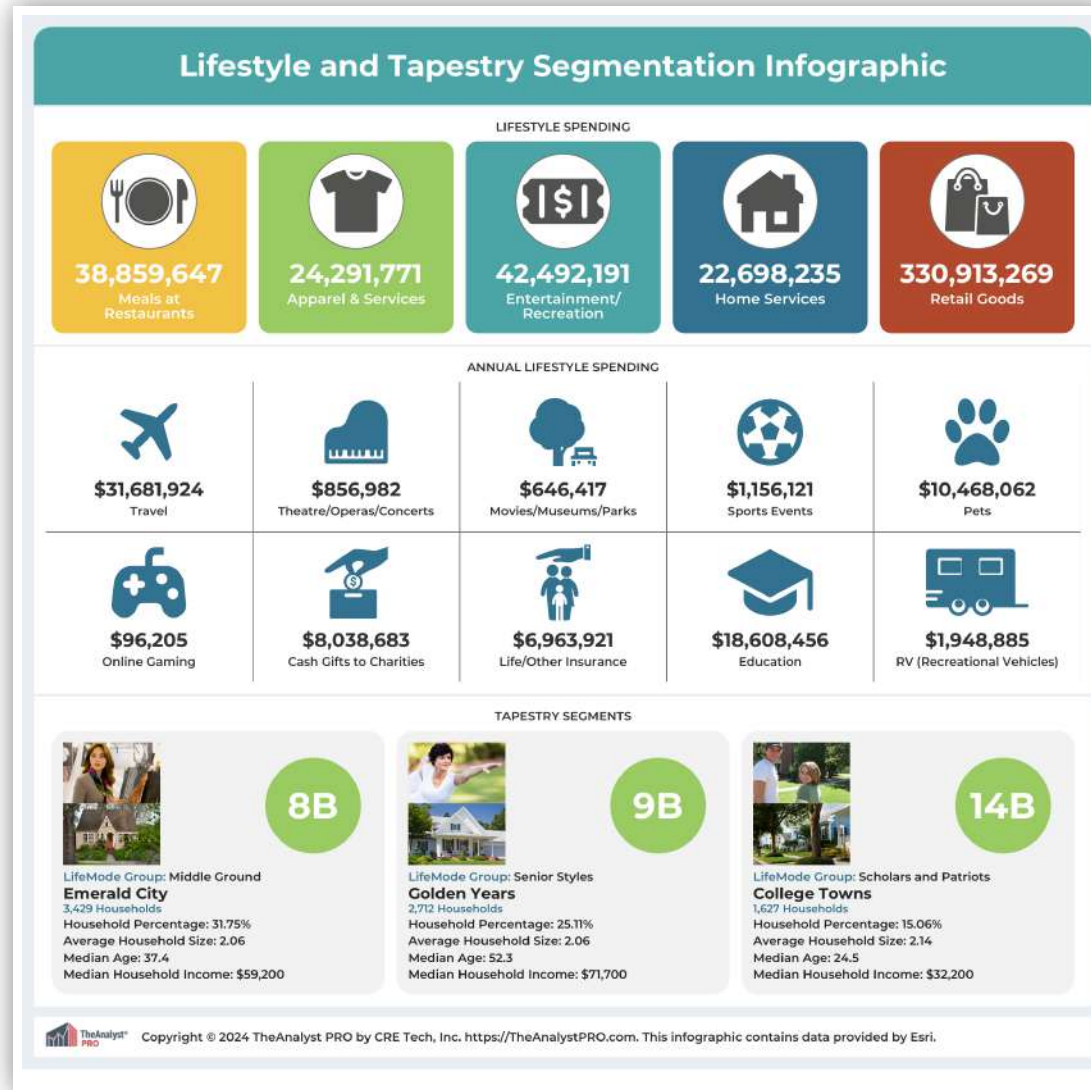 Lifestyle and Tapestry Segmentation Infographic
LIFESTYLE SPENDING
38,859,647
Meals at
Restaurants
24,291,771
Apparel & Services
42,492,191
Entertainment/
Recreation
22,698,235
Home Services
330,913,269
Retail Goods
ANNUAL LIFESTYLE SPENDING
$31,681,924
Travel
$856,982
Theatre/Operas/Concerts
$646,417
Movies/Museums/Parks
$1,156,121
Sports Events
$10,468,062
Pets
$96,205
Online Gaming
$8,038,683
Cash Gifts to Charities
$6,963,921
Life/Other Insurance
$18,608,456
Education
$1,948,885
RV (Recreational Vehicles)
TAPESTRY SEGMENTS
8B
LifeMode Group: Middle Ground
Emerald City
3,429 Households
Household Percentage: 31.75%
Average Household Size: 2.06
Median Age: 37.4
Median Household Income: $59,200
9B
LifeMode Group: Senior Styles
Golden Years
2,712 Households
Household Percentage: 25.11%
Average Household Size: 2.06
Median Age: 52.3
Median Household Income: $71,700
14B
LifeMode Group: Scholars and Patriots
College Towns
1,627 Households
Household Percentage: 15.06%
Average Household Size: 2.14
Median Age: 24.5
Median Household Income: $32,200
TheAnalyst®
PRO
Copyright © 2024 TheAnalyst PRO by CRE Tech, Inc. https://TheAnalystPRO.com. This infographic contains data provided by Esri.